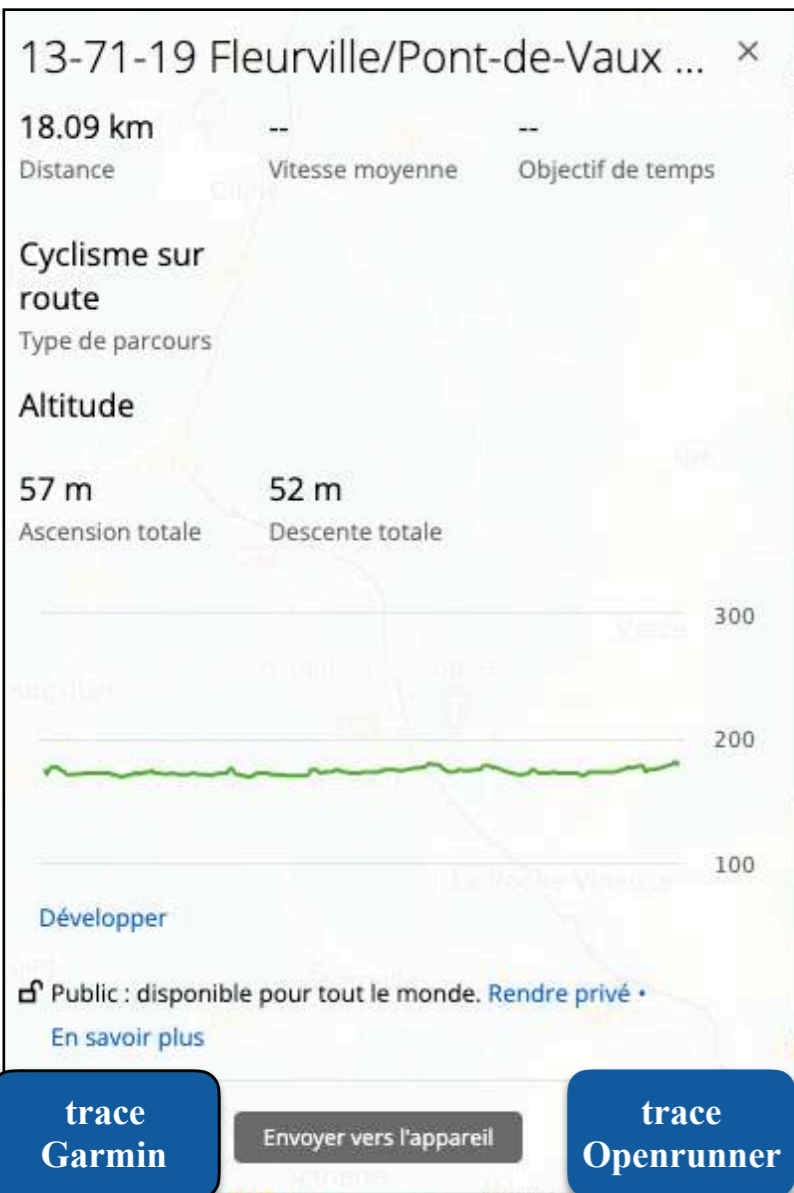 13-71-19 Fleurville/Pont-de-Vaux ... ×
18.09 km -- --
Distance Vitesse moyenne Objectif de temps
Cyclisme sur
route
Type de parcours
Altitude
57 m 52 m
Ascension totale Descente totale
300
200
100
Développer
Public : disponible pour tout le monde. Rendre privé •
En savoir plus
trace
Garmin
Envoyer vers l'appareil
trace
Openrunner